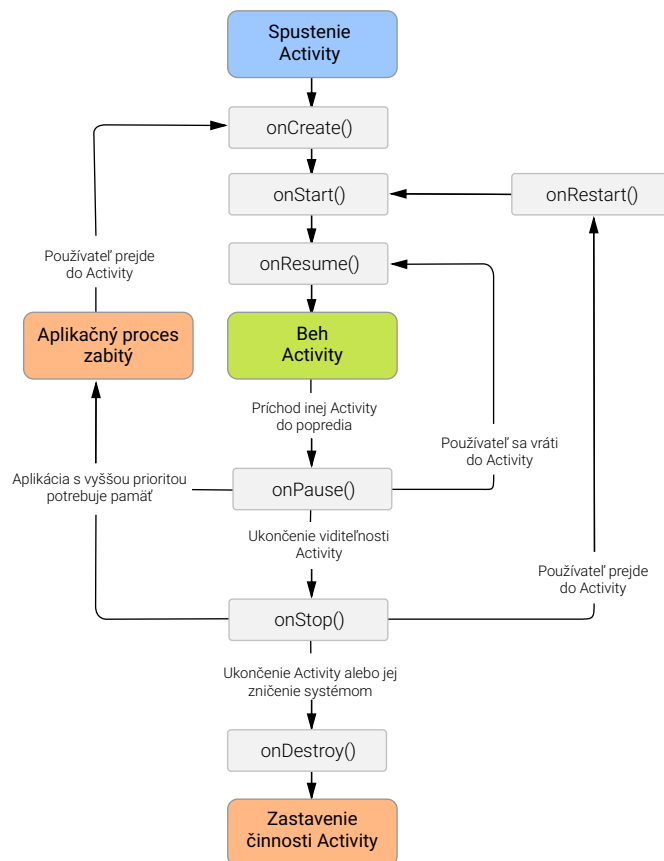 Spustenie
Activity
onCreate()
onStart()
onRestart()
onResume()
Používateľ prejde
do Activity
Aplikačný proces
zabitý
Beh
Activity
Príchod inej Activity
do popredia
Používateľ sa vráti
do Activity
Aplikácia s vyššou prioritou
potrebuje pamäť
onPause()
Ukončenie viditeľnosti
Activity
Používateľ prejde
do Activity
onStop()
Ukončenie Activity alebo jej
zničenie systémom
onDestroy()
Zastavenie
činnosti Activity